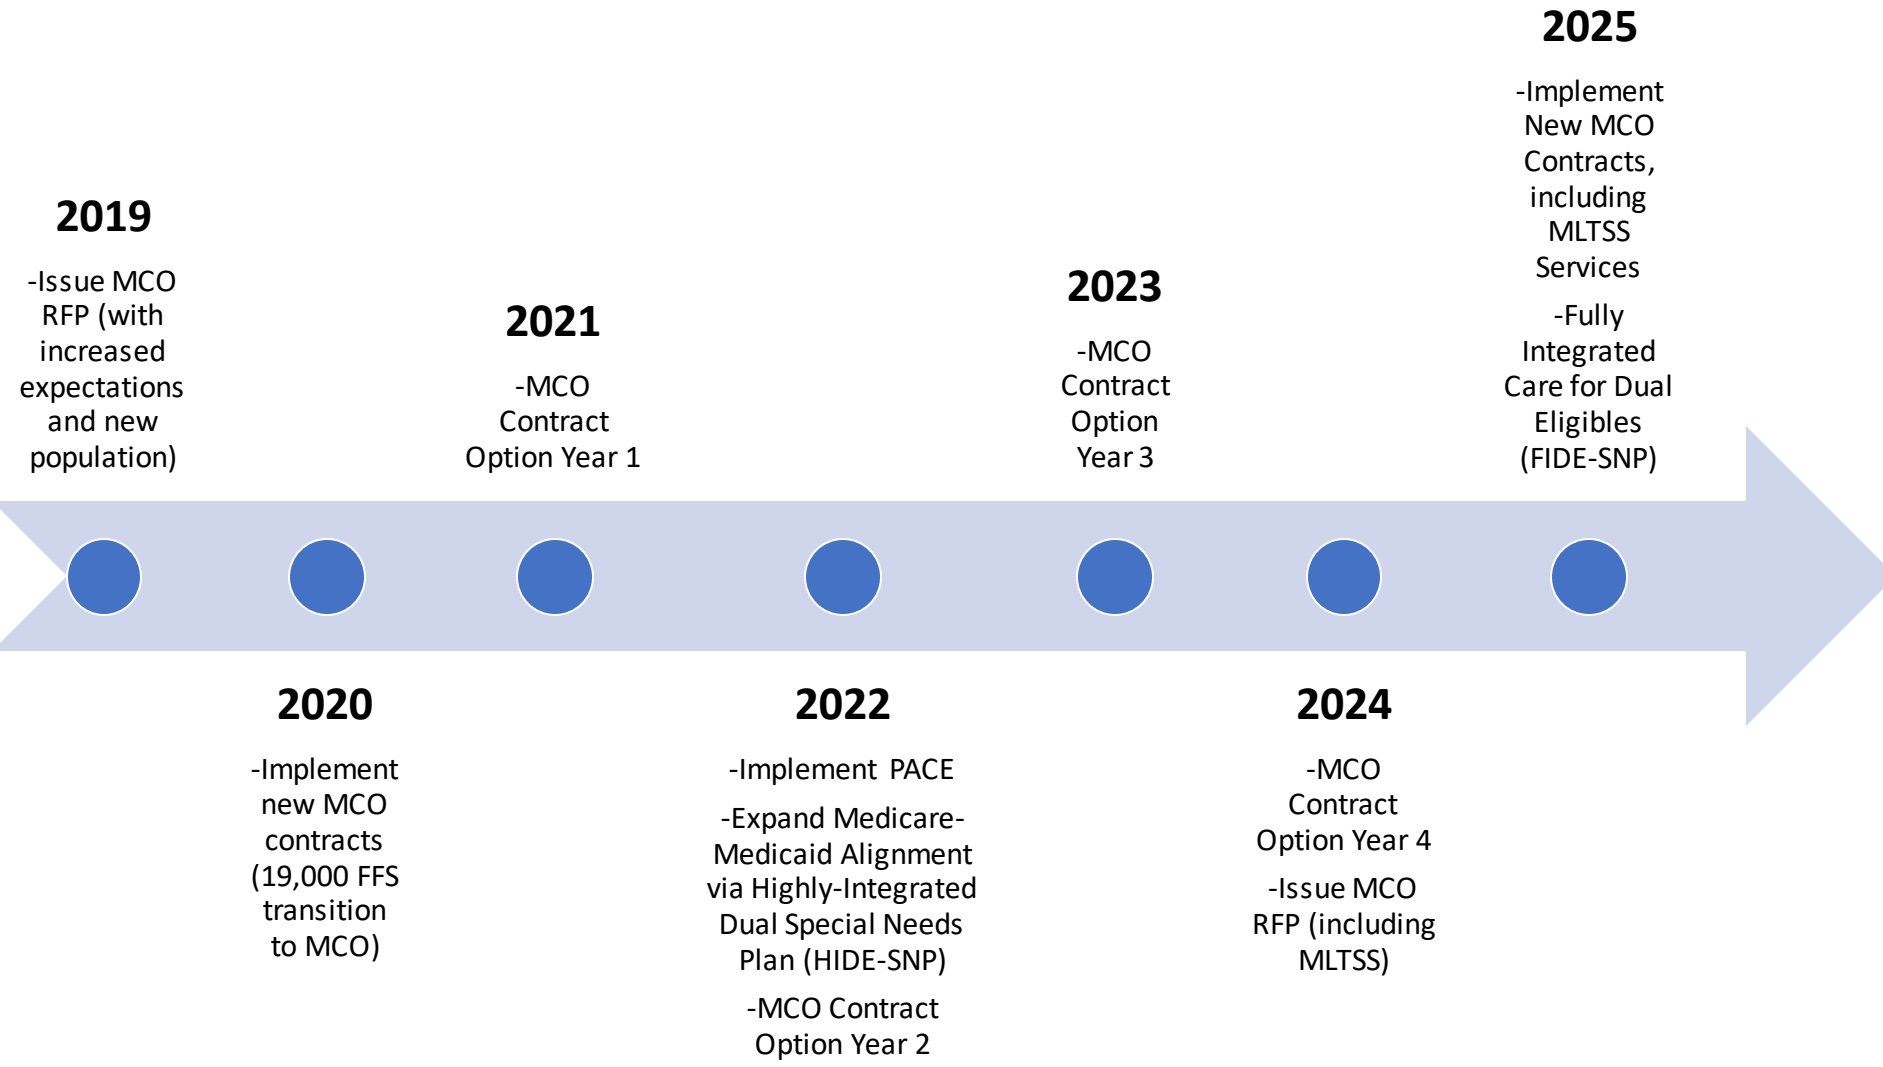 2019
-Issue MCO
RFP (with
increased
expectations
and new
population)
2020
-Implement
new MCO
contracts
(19,000 FFS
transition
to MCO)
2021
-MCO
Contract
Option Year 1
2022
-Implement PACE
-Expand Medicare-
Medicaid Alignment
via Highly-Integrated
Dual Special Needs
Plan (HIDE-SNP)
-MCO Contract
Option Year 2
2023
-MCO
Contract
Option
Year 3
2024
-MCO
Contract
Option Year 4
-Issue MCO
RFP (including
MLTSS)
2025
-Implement
New MCO
Contracts,
including
MLTSS
Services
-Fully
Integrated
Care for Dual
Eligibles
(FIDE-SNP)